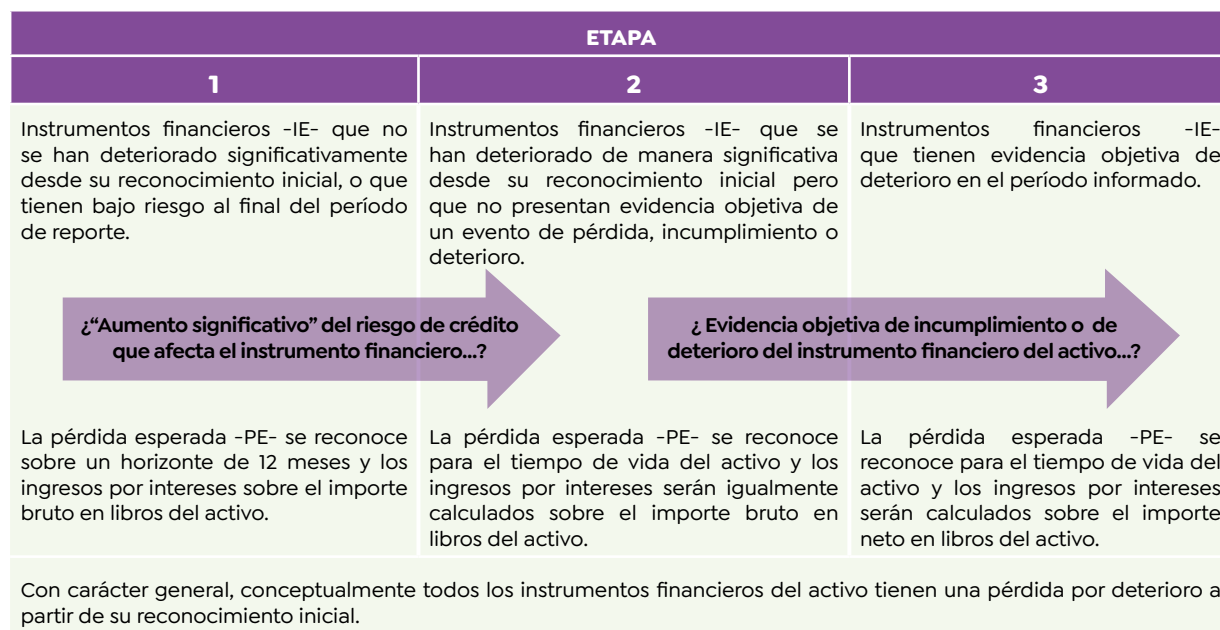 ETAPA
1
2
3
Instrumentos financieros -IE- que no
se han deteriorado significativamente
desde su reconocimiento inicial, o que
tienen bajo riesgo al final del período
de reporte.
Instrumentos financieros -IE- que se
han deteriorado de manera significativa
desde su reconocimiento inicial pero
que no presentan evidencia objetiva de
un evento de pérdida, incumplimiento o
deterioro.
Instrumentos financieros -IE-
que tienen evidencia objetiva de
deterioro en el período informado.
¿“Aumento significativo” del riesgo de crédito
que afecta el instrumento financiero...?
¿ Evidencia objetiva de incumplimiento o de
deterioro del instrumento financiero del activo...?
La pérdida esperada -PE- se reconoce
sobre un horizonte de 12 meses y los
ingresos por intereses sobre el importe
bruto en libros del activo.
La pérdida esperada -PE- se reconoce
para el tiempo de vida del activo y los
ingresos por intereses serán igualmente
calculados sobre el importe bruto en
libros del activo.
La pérdida esperada -PE- se
reconoce para el tiempo de vida del
activo y los ingresos por intereses
serán calculados sobre el importe
neto en libros del activo.
Con carácter general, conceptualmente todos los instrumentos financieros del activo tienen una pérdida por deterioro a
partir de su reconocimiento inicial.